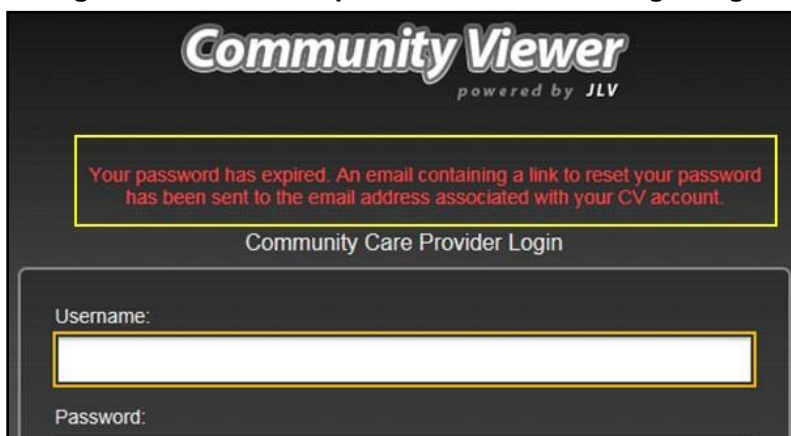 Community Viewer
powered by JLV
Your password has expired. An email containing a link to reset your password
has been sent to the email address associated with your CV account.
Community Care Provider Login
Username:
Password: